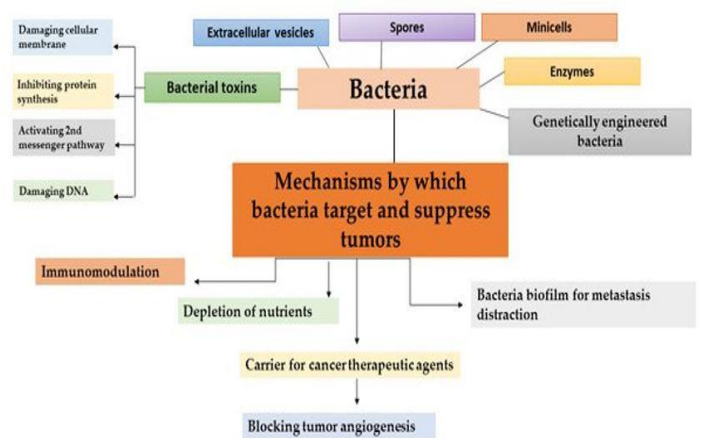 Damaging cellular
membrane
Extracellular vesicles
Spores
Minicells
Inhibiting protein
synthesis
Bacterial toxins
Bacteria
Enzymes
Activating 2nd
messenger pathway
Genetically engineered
bacteria
Damaging DNA
Mechanisms by which
bacteria target and suppress
tumors
Immunomodulation
Depletion of nutrients
Bacteria biofilm for metastasis
distraction
Carrier for cancer therapeutic agents
Blocking tumor angiogenesis